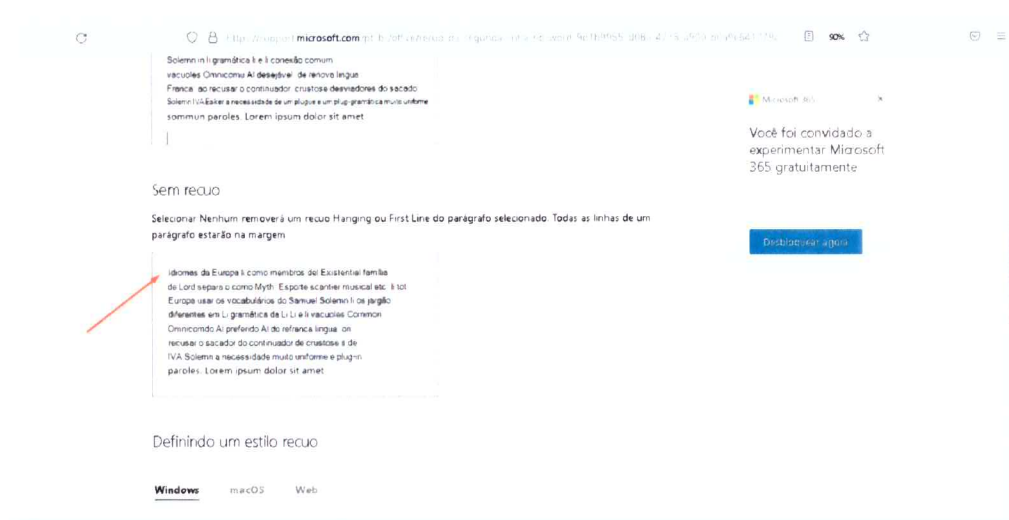 microsoft.com
90%
Solemn in li gramática li e li conexão comum
vacuoles Omnicomu Al desejável de renove lingua
Franca ao recusar o continuador crustose desviadores do sacado
Solemn IVA Eaker a necessidade de um plugue e um plug-gramática muito uniforme
sommun paroles. Lorem ipsum dolor sit amet
Microsoft 365
Você foi convidado a
experimentar Microsoft
365 gratuitamente
Desbloquear agora
Sem recuo
Selecionar Nenhum removerá um recuo Hanging ou First Line do parágrafo selecionado. Todas as linhas de um
parágrafo estarão na margem
Idiomas da Europa li como membros del Existential família
de Lord separa o como Myth Esporte scantier musical etc. li tot
Europa usar os vocabulários do Samuel Solemn li os jargão
diferentes em Li gramática da Li Li e li vacuoles Common
Omnicomdo Al preferido Al do refranca lingua on
recusar o sacador do continuador de crustose s de
IVA Solemn a necessidade muito uniforme e plug-in
paroles. Lorem ipsum dolor sit amet
Definindo um estilo recuo
Windows macOS Web